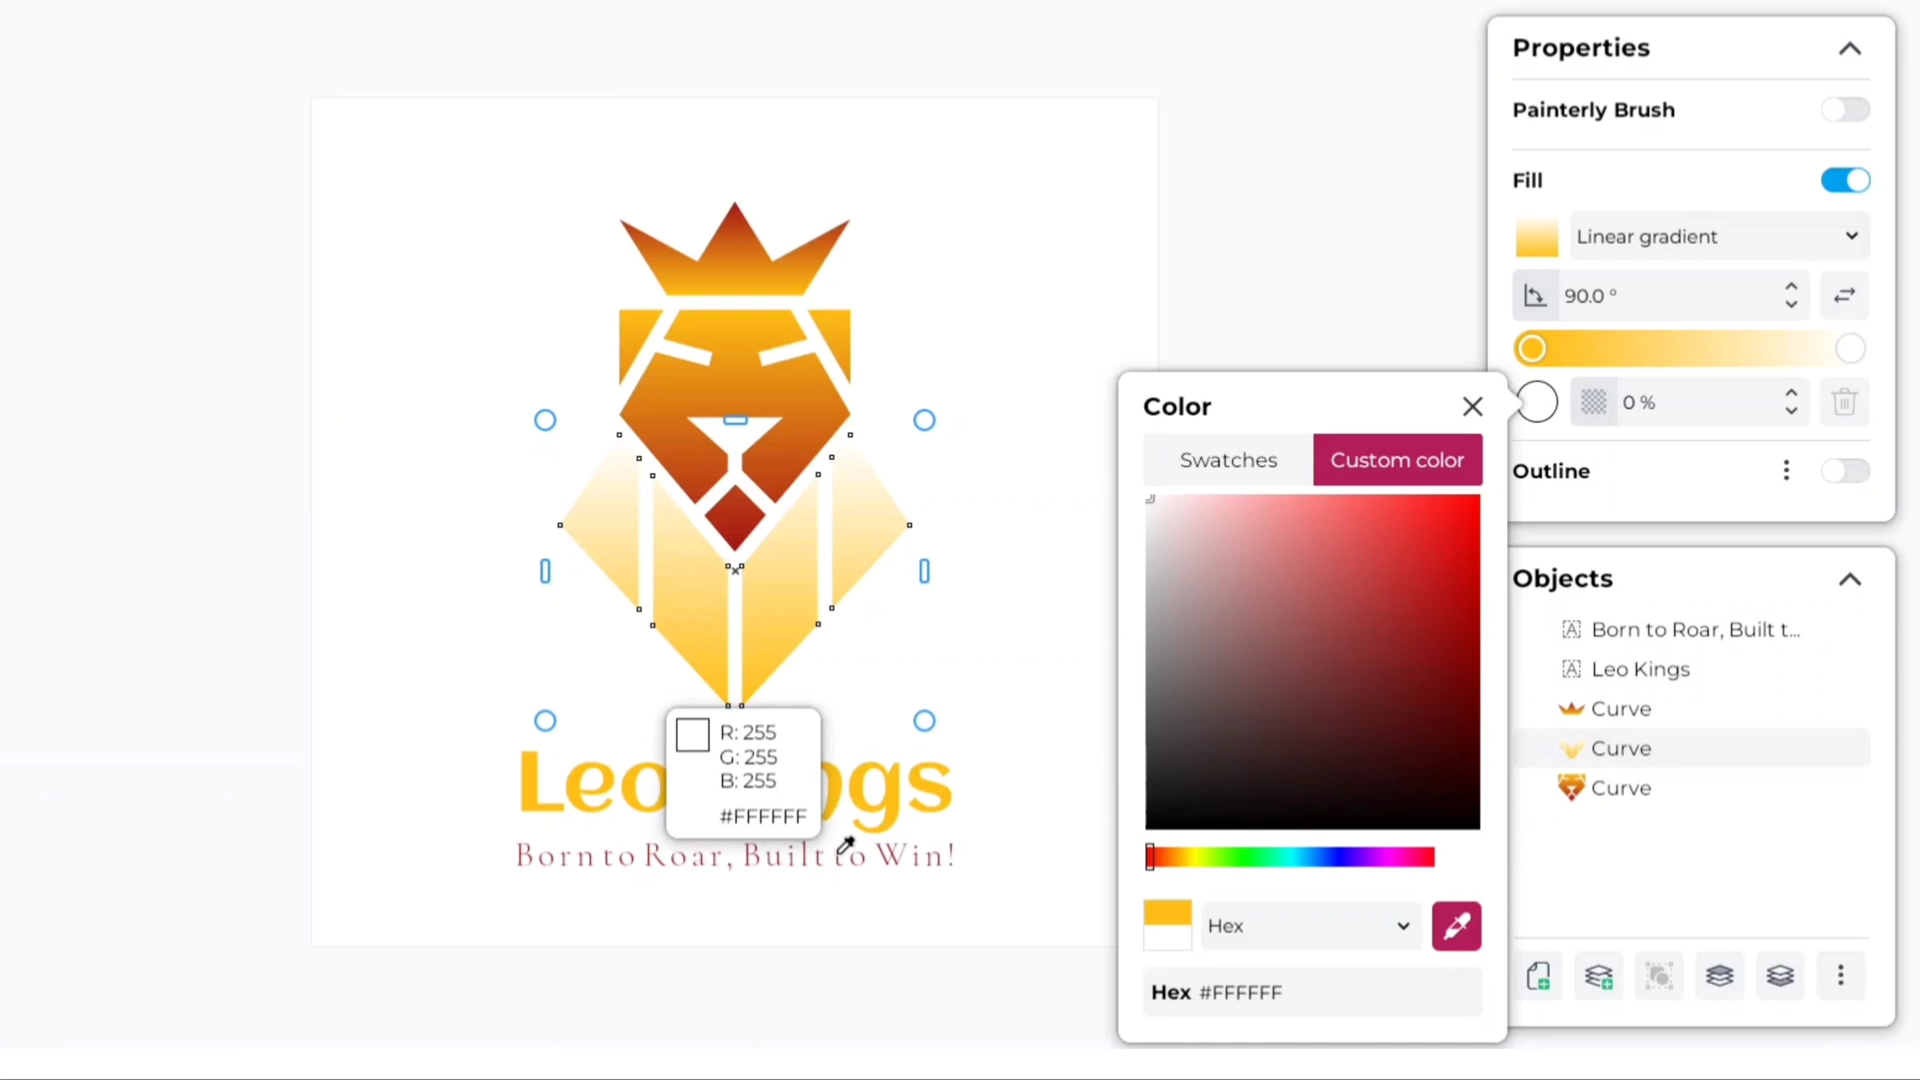 Properties
Painterly Brush
Fill
Linear gradient
90.0 °
0 %
Outline
Color
Swatches
Custom color
Hex
Hex #FFFFFF
Objects
Born to Roar, Built t...
Leo Kings
Curve
Curve
Curve
R: 255
G: 255
B: 255
#FFFFFF
Leo gs
Born to Roar, Built to Win!